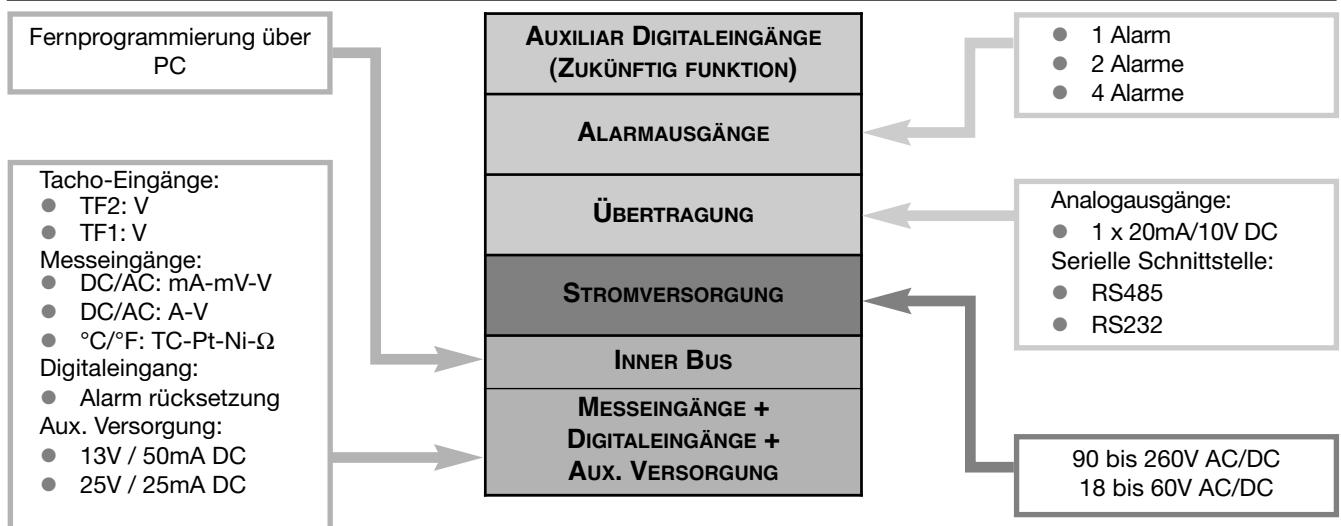 Fernprogrammierung über
PC
Tacho-Eingänge:
● TF2: V
● TF1: V
Messeingänge:
● DC/AC: mA-mV-V
● DC/AC: A-V
● °C/°F: TC-Pt-Ni-Ω
Digitaleingang:
● Alarm rücksetzung
Aux. Versorgung:
● 13V / 50mA DC
● 25V / 25mA DC
AUXILIAR DIGITALEINGÄNGE
(ZUKÜNFTIG FUNKTION)
ALARMAUSGÄNGE
ÜBERTRAGUNG
STROMVERSORGUNG
INNER BUS
MESSEINGÄNGE +
DIGITALEINGÄNGE +
AUX. VERSORGUNG
● 1 Alarm
● 2 Alarme
● 4 Alarme
Analogausgänge:
● 1 x 20mA/10V DC
Serielle Schnittstelle:
● RS485
● RS232
90 bis 260V AC/DC
18 bis 60V AC/DC